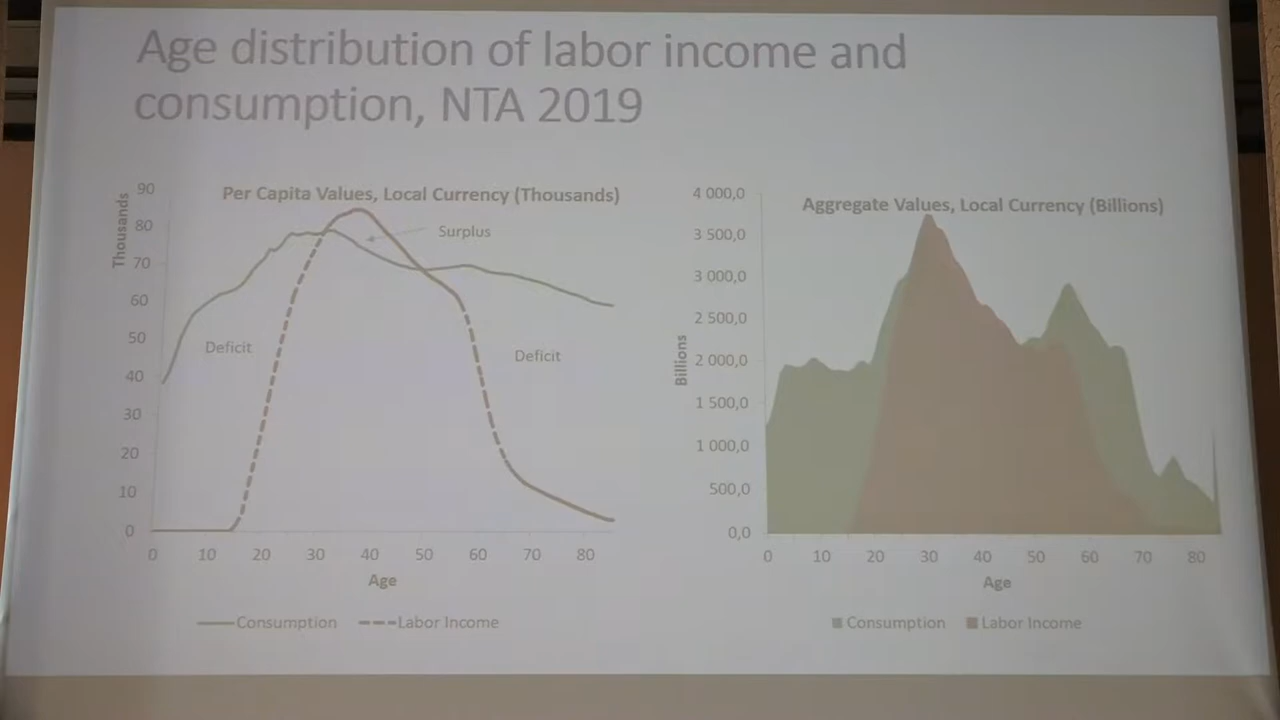 Age distribution of labor income and
consumption, NTA 2019
Per Capita Values, Local Currency (Thousands)
Thousands
90
80
70
60
50
40
30
20
10
0
Surplus
Deficit
Deficit
0 10 20 30 40 50 60 70 80
Age
Consumption Labor Income
Aggregate Values, Local Currency (Billions)
Billions
4 000,0
3 500,0
3 000,0
2 500,0
2 000,0
1 500,0
1 000,0
500,0
0,0
0 10 20 30 40 50 60 70 80
Age
Consumption Labor Income